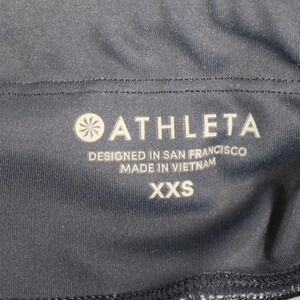 ATHLETA
DESIGNED IN SAN FRANCISCO
MADE IN VIETNAM
XXS